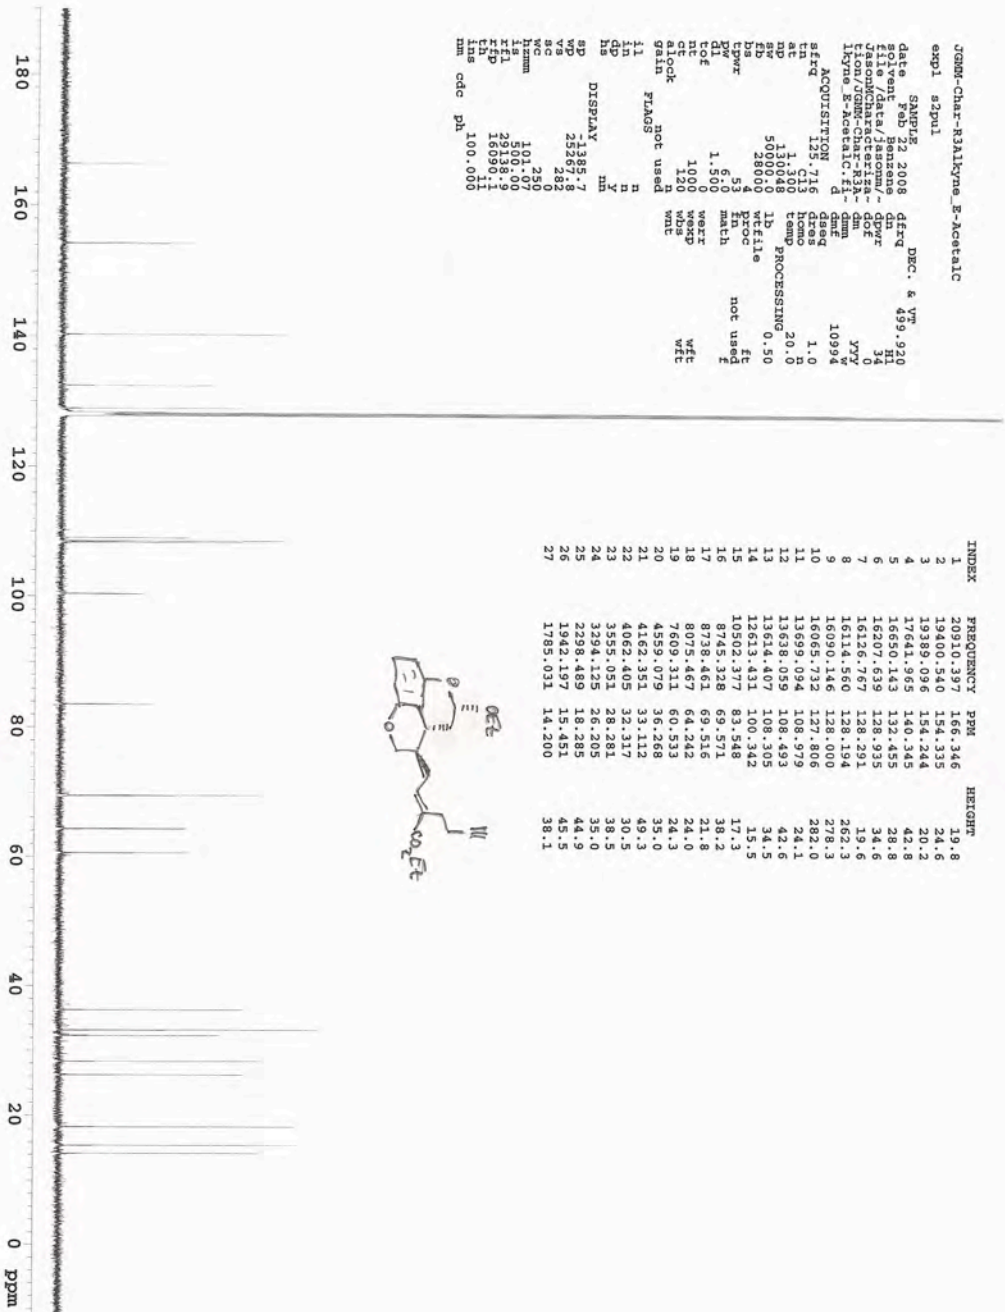 JGMM-Char-R3Alkyne_E-AcetalC
exp1 s2pul
SAMPLE DEC. & VT
date Feb 22 2008 dfrq 499.920
solvent Benzene dn H1
file /data/jasonm/~ dpwr 34
JasonMCharacteriza~ dof 0
tion/JGMM-Char-R3A~ dm yyy
lkyne_E-AcetalC.fi~ dmm w
d dmf 10994
ACQUISITION dseq
sfrq 125.716 dres 1.0
tn C13 homo n
at 1.300 temp 20.0
np 130048 PROCESSING
sw 50000.0 lb 0.50
fb 28000 wtfile
bs 4 proc ft
tpwr 53 fn not used
pw 6.0 math f
d1 1.500
tof 0 werr
nt 1000 wexp wft
ct 120 wbs wft
alock n wnt
gain not used
FLAGS
il n
in n
dp y
hs nn
DISPLAY
sp -1385.7
wp 25267.8
vs 282
sc 0
wc 250
hzmm 101.07
is 500.00
rfl 29138.9
rfp 16090.1
th 11
ins 100.000
nm cdc ph
INDEX FREQUENCY PPM HEIGHT
1 20910.397 166.346 19.8
2 19400.540 154.335 24.6
3 19389.096 154.244 20.2
4 17641.965 140.345 42.8
5 16650.143 132.455 28.8
6 16207.639 128.935 34.6
7 16126.767 128.291 19.6
8 16114.560 128.194 262.3
9 16090.146 128.000 278.3
10 16065.732 127.806 282.0
11 13699.094 108.979 24.1
12 13638.059 108.493 42.6
13 13614.407 108.305 34.5
14 12613.431 100.342 15.5
15 10502.377 83.548 17.3
16 8745.328 69.571 38.2
17 8738.461 69.516 21.8
18 8075.467 64.242 24.0
19 7609.311 60.533 24.3
20 4559.079 36.268 35.0
21 4162.351 33.112 49.3
22 4062.405 32.317 30.5
23 3555.051 28.281 38.5
24 3294.125 26.205 35.0
25 2298.489 18.285 44.9
26 1942.197 15.451 45.5
27 1785.031 14.200 38.1
OEt
O
O
CO2Et
180 160 140 120 100 80 60 40 20 0 ppm